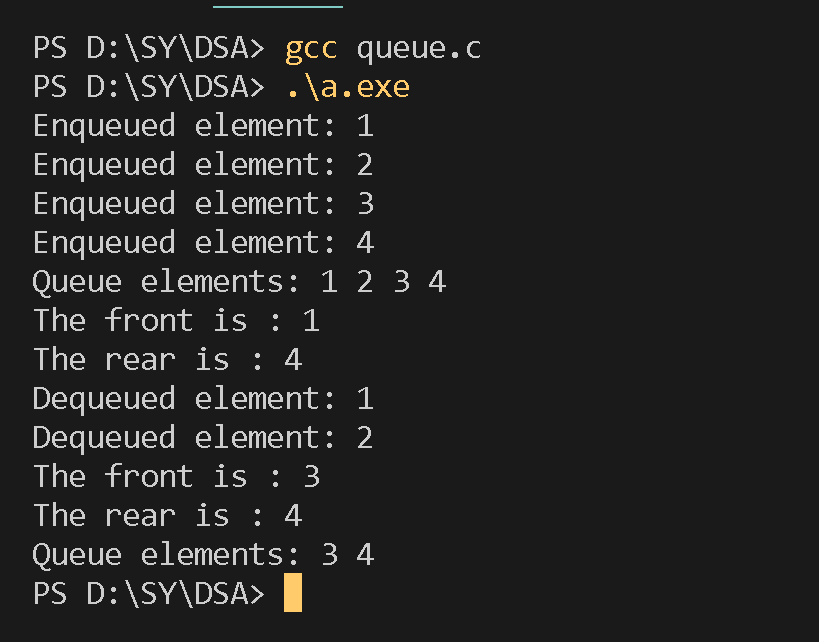 PS D:\SY\DSA> gcc queue.c
PS D:\SY\DSA> .\a.exe
Enqueued element: 1
Enqueued element: 2
Enqueued element: 3
Enqueued element: 4
Queue elements: 1 2 3 4
The front is : 1
The rear is : 4
Dequeued element: 1
Dequeued element: 2
The front is : 3
The rear is : 4
Queue elements: 3 4
PS D:\SY\DSA>